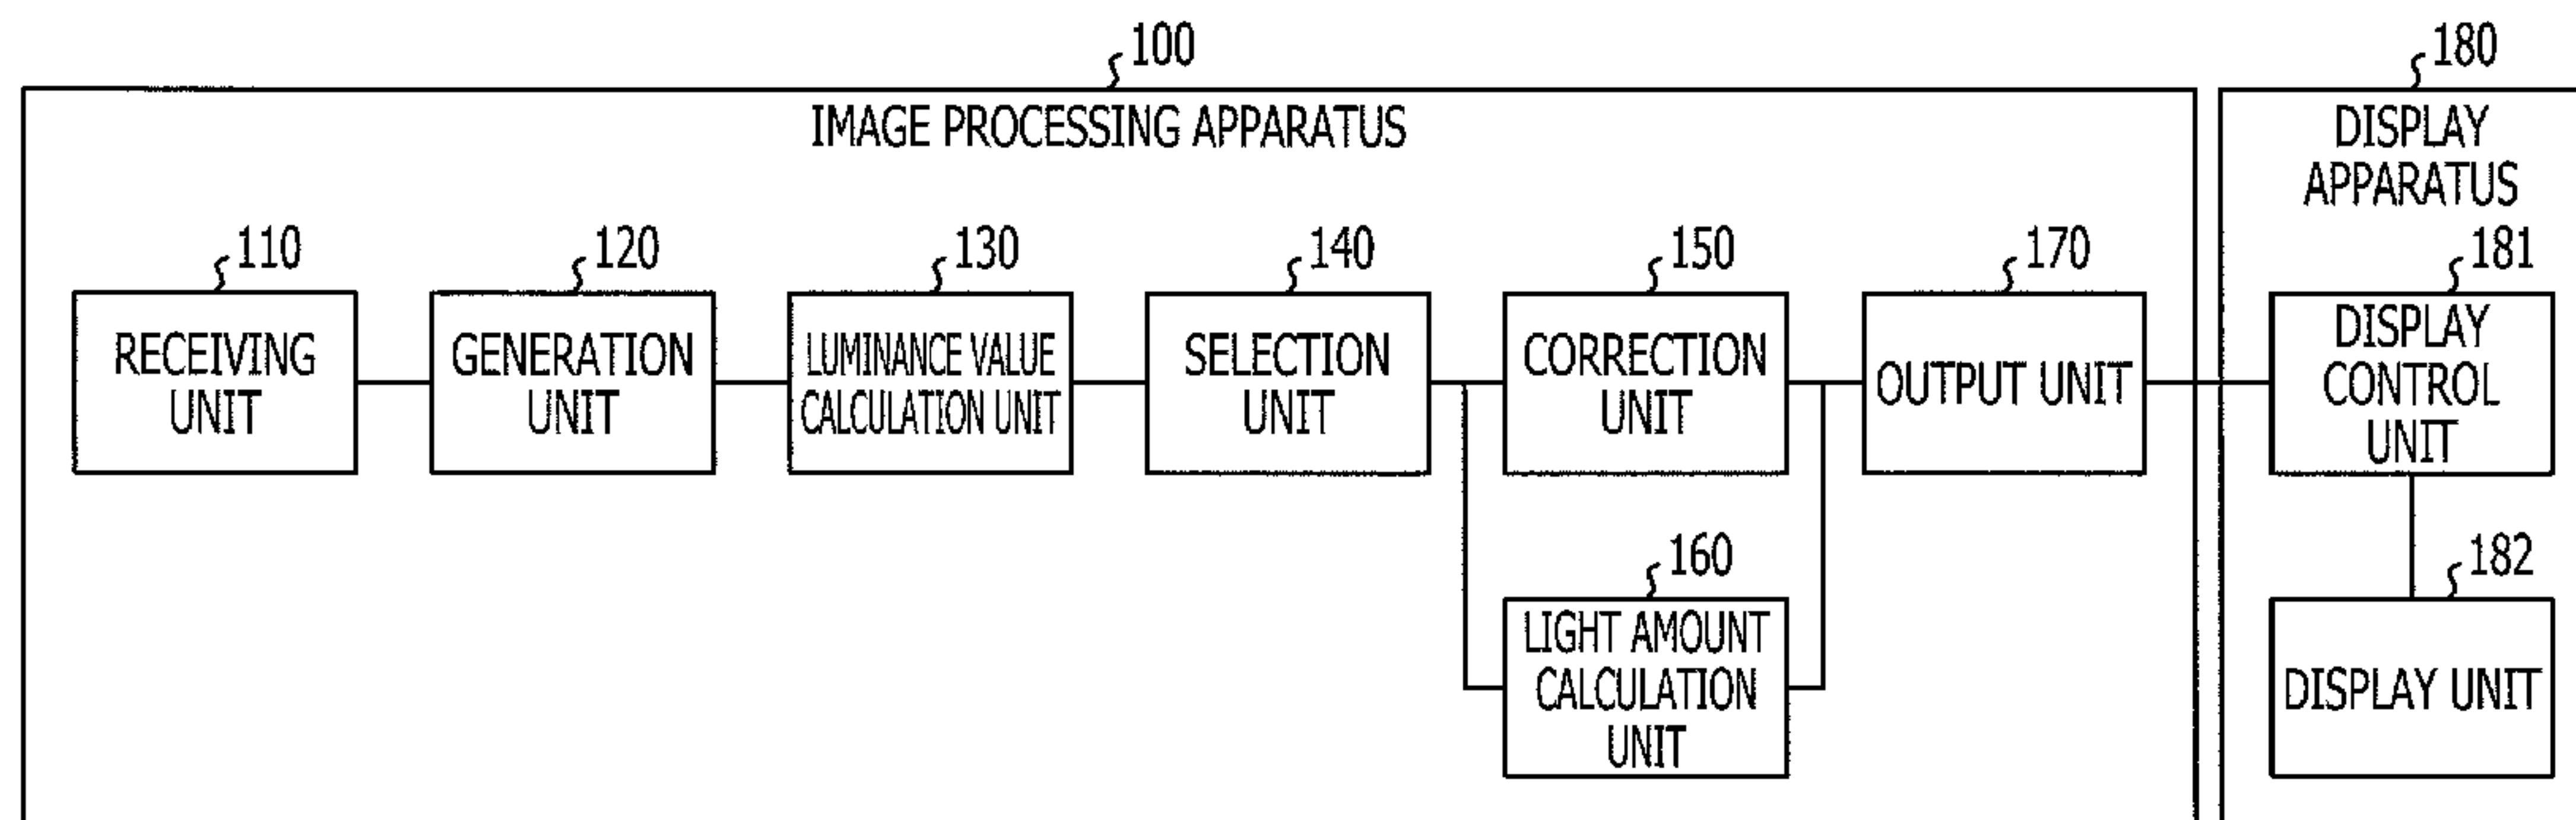 100
IMAGE PROCESSING APPARATUS
110
RECEIVING
UNIT
120
GENERATION
UNIT
130
LUMINANCE VALUE
CALCULATION UNIT
140
SELECTION
UNIT
150
CORRECTION
UNIT
160
LIGHT AMOUNT
CALCULATION
UNIT
170
OUTPUT UNIT
180
DISPLAY
APPARATUS
181
DISPLAY
CONTROL
UNIT
182
DISPLAY UNIT